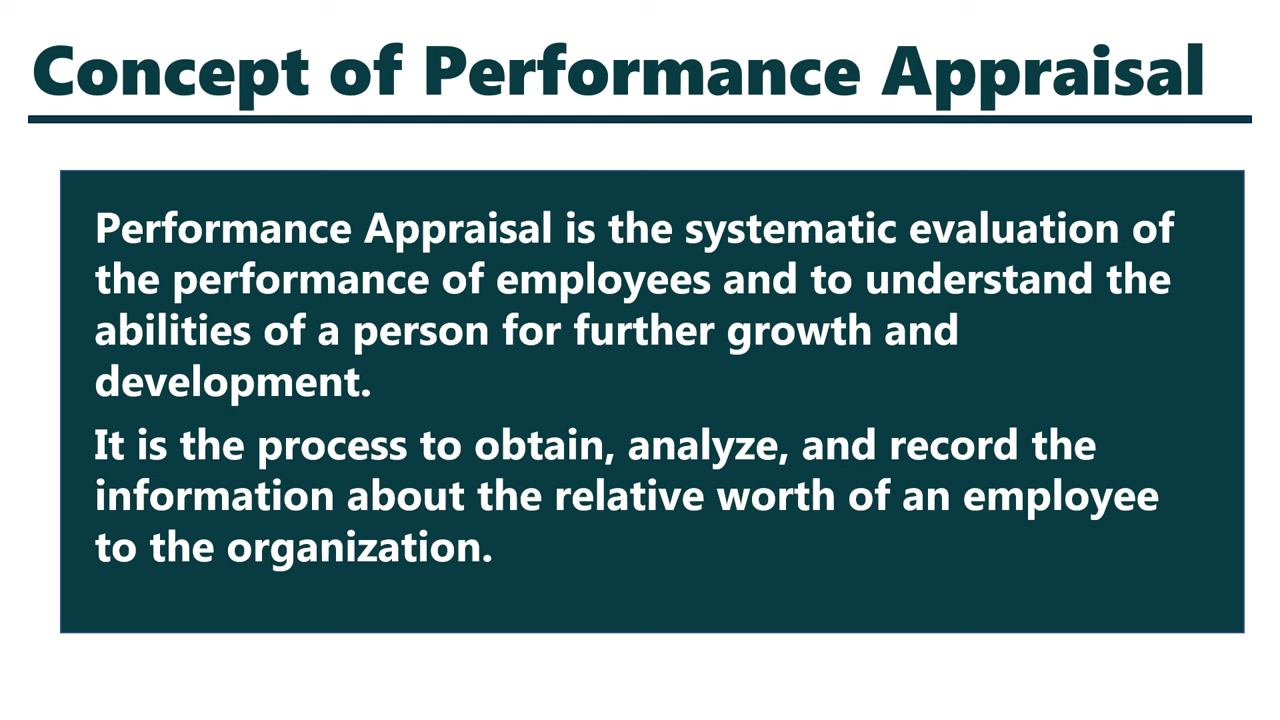 Concept of Performance Appraisal
Performance Appraisal is the systematic evaluation of
the performance of employees and to understand the
abilities of a person for further growth and
development.
It is the process to obtain, analyze, and record the
information about the relative worth of an employee
to the organization.